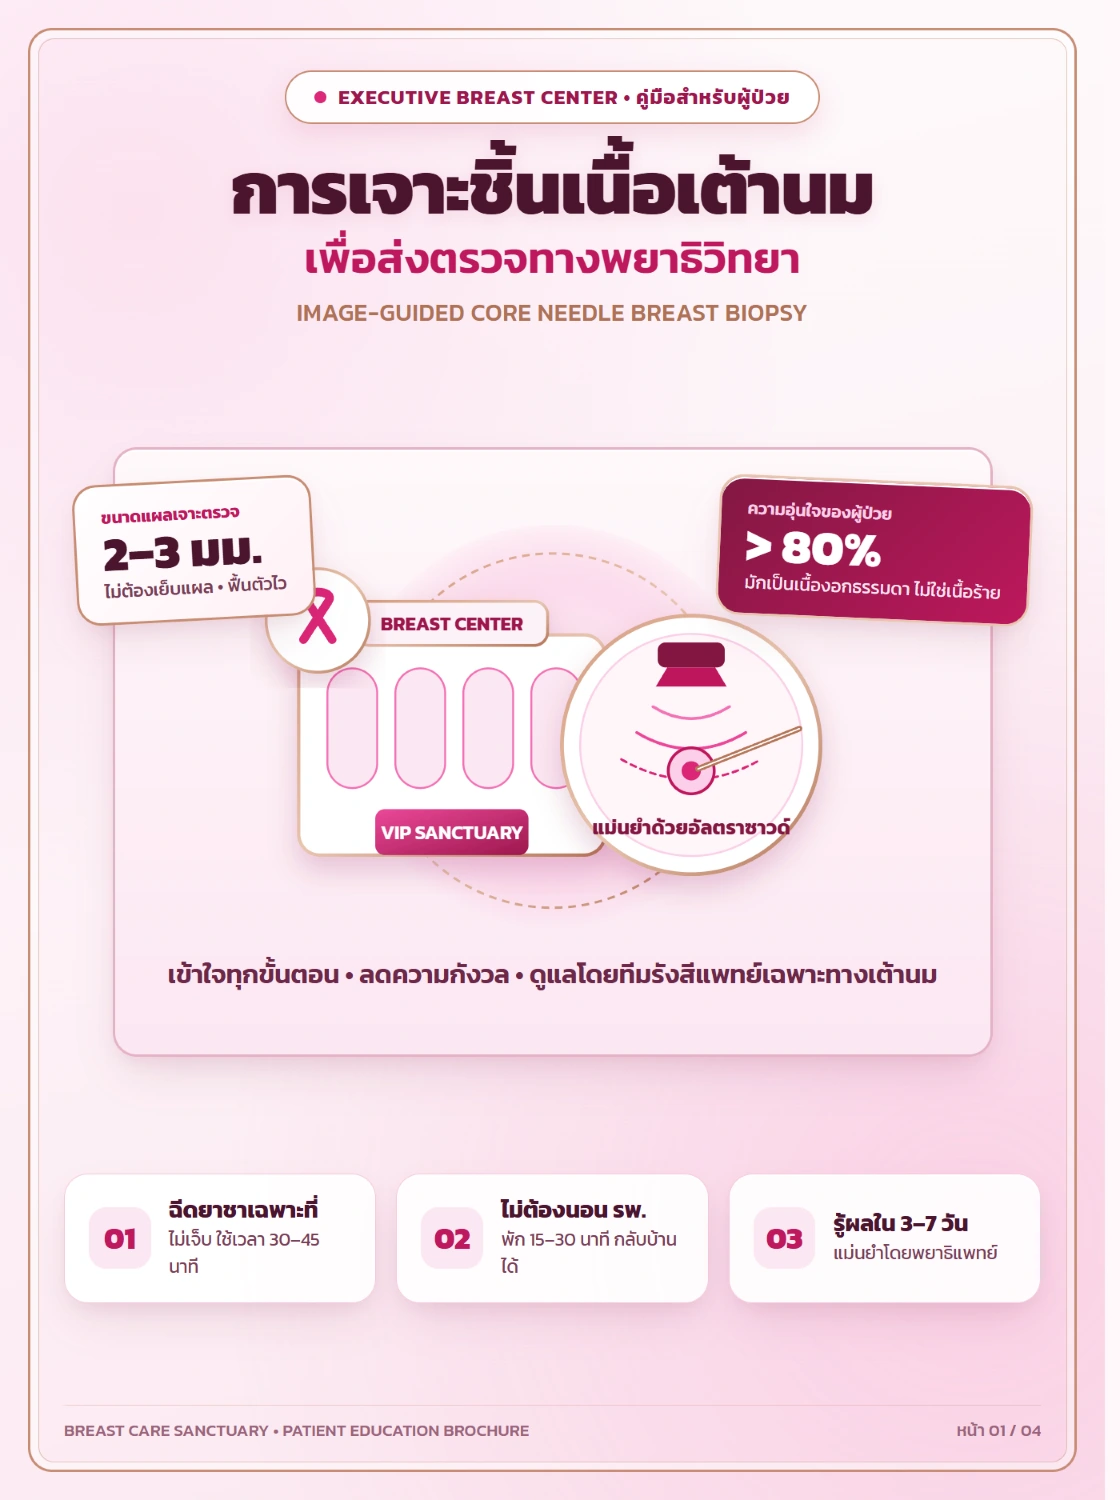 EXECUTIVE BREAST CENTER • คู่มือสำหรับผู้ป่วย
การเจาะชิ้นเนื้อเต้านม
เพื่อส่งตรวจทางพยาธิวิทยา
IMAGE-GUIDED CORE NEEDLE BREAST BIOPSY
ขนาดแผลเจาะตรวจ
2–3 มม.
ไม่ต้องเย็บแผล • ฟื้นตัวไว
ความอุ่นใจของผู้ป่วย
> 80%
มักเป็นเนื้องอกธรรมดา ไม่ใช่เนื้อร้าย
BREAST CENTER
VIP SANCTUARY
แม่นยำด้วยอัลตราซาวด์
เข้าใจทุกขั้นตอน • ลดความกังวล • ดูแลโดยทีมรังสีแพทย์เฉพาะทางเต้านม
01
ฉีดยาชาเฉพาะที่
ไม่เจ็บ ใช้เวลา 30–45
นาที
02
ไม่ต้องนอน รพ.
พัก 15–30 นาที กลับบ้าน
ได้
03
รู้ผลใน 3–7 วัน
แม่นยำโดยพยาธิแพทย์
BREAST CARE SANCTUARY • PATIENT EDUCATION BROCHURE
หน้า 01 / 04